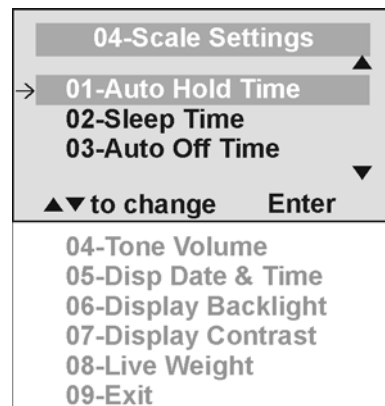 04-Scale Settings
01-Auto Hold Time
02-Sleep Time
03-Auto Off Time
▲▼ to change Enter
04-Tone Volume
05-Disp Date & Time
06-Display Backlight
07-Display Contrast
08-Live Weight
09-Exit